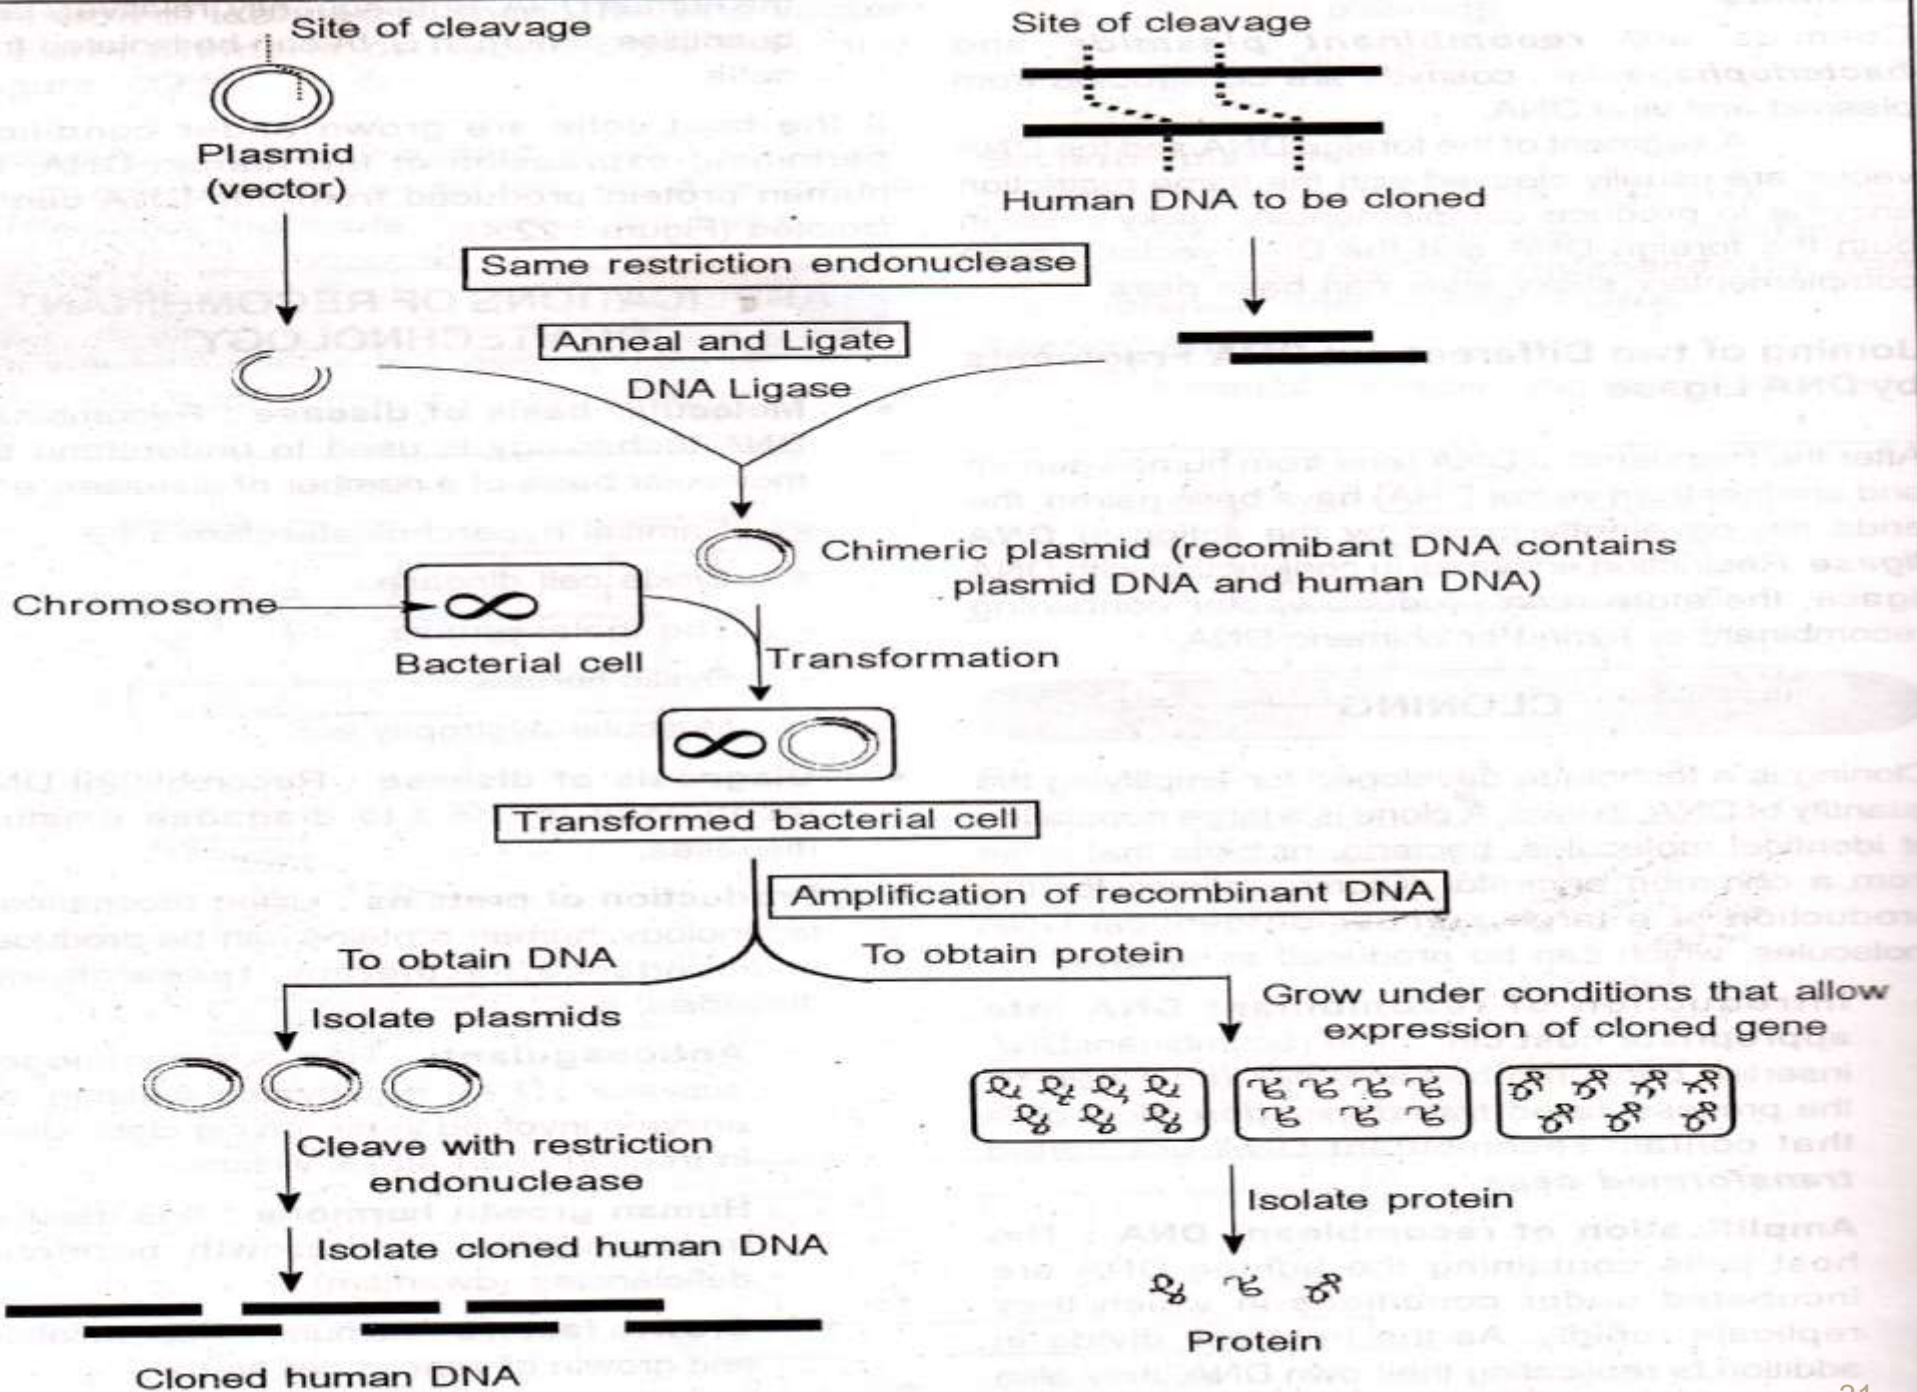 Site of cleavage
Site of cleavage
Plasmid
(vector)
Human DNA to be cloned
Same restriction endonuclease
Anneal and Ligate
DNA Ligase
Chimeric plasmid (recomibant DNA contains
plasmid DNA and human DNA)
Chromosome
Bacterial cell
Transformation
Transformed bacterial cell
Amplification of recombinant DNA
To obtain DNA
To obtain protein
Isolate plasmids
Grow under conditions that allow
expression of cloned gene
Cleave with restriction
endonuclease
Isolate protein
Isolate cloned human DNA
Protein
Cloned human DNA